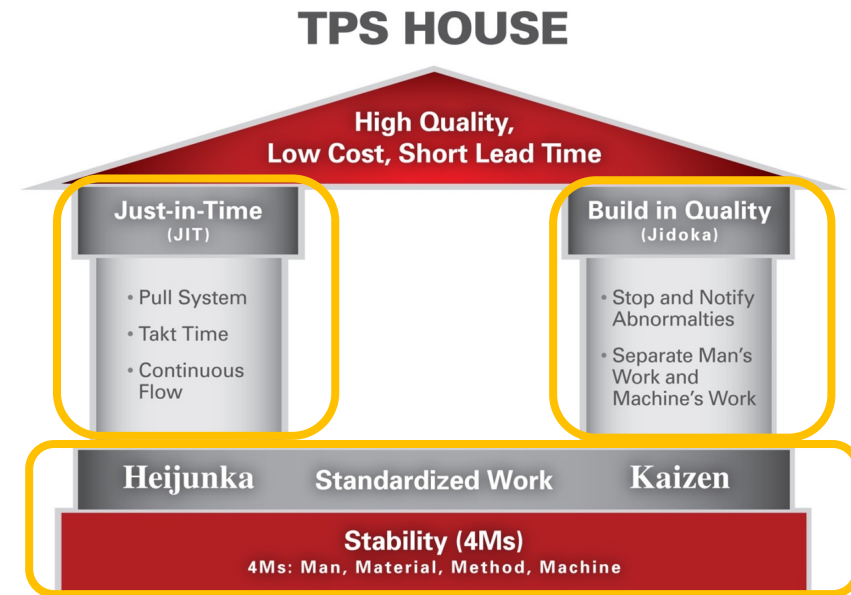 TPS HOUSE
High Quality,
Low Cost, Short Lead Time
Just-in-Time
(JIT)
• Pull System
• Takt Time
• Continuous
Flow
Build in Quality
(Jidoka)
• Stop and Notify
Abnormalties
• Separate Man's
Work and
Machine's Work
Heijunka Standardized Work Kaizen
Stability (4Ms)
4Ms: Man, Material, Method, Machine